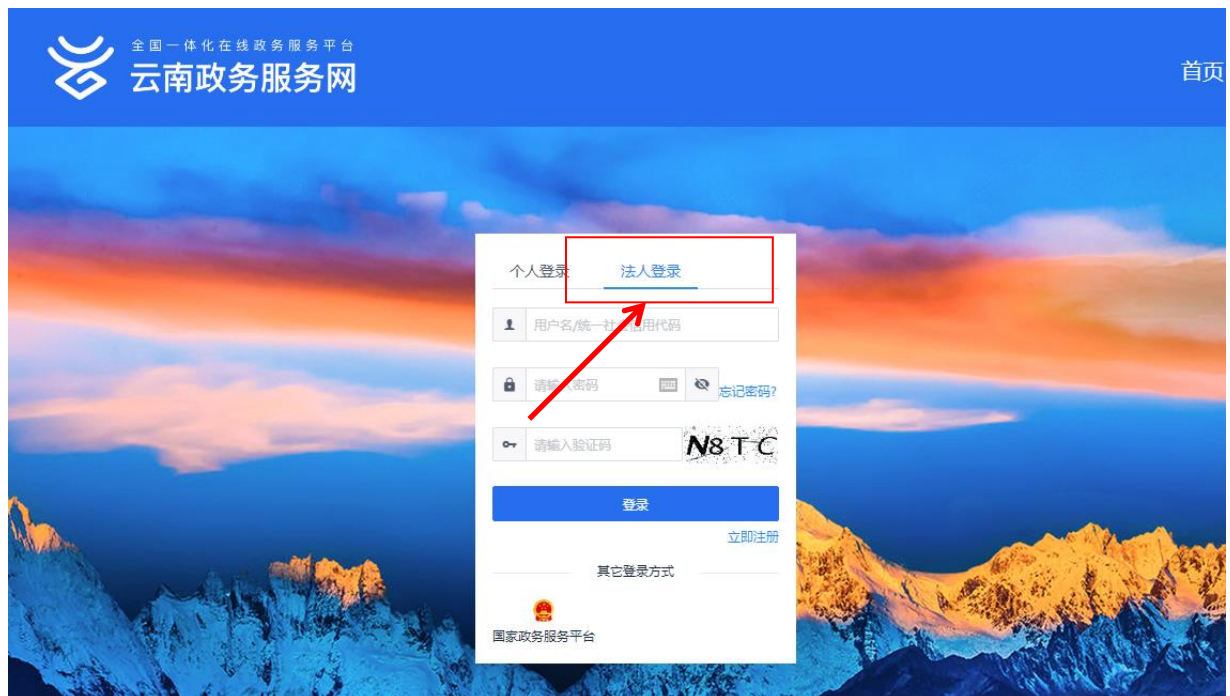 全国一体化在线政务服务平台
云南政务服务网
首页
个人登录 法人登录
用户名/统一社会信用代码
请输入密码
忘记密码?
请输入验证码
N8TC
登录
立即注册
其它登录方式
国家政务服务平台